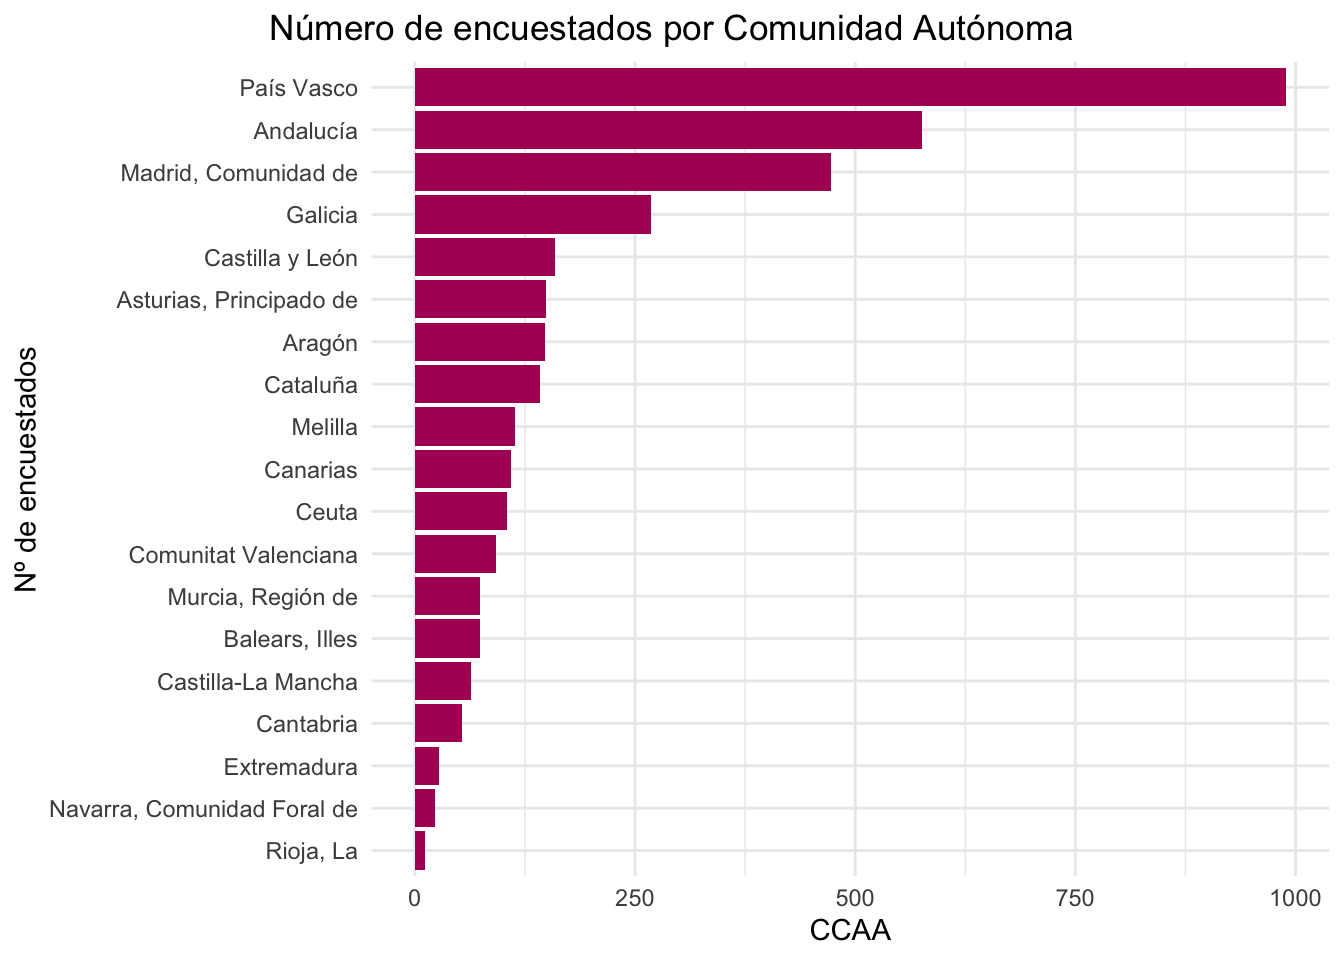 Número de encuestados por Comunidad Autónoma
Nº de encuestados
País Vasco
Andalucía
Madrid, Comunidad de
Galicia
Castilla y León
Asturias, Principado de
Aragón
Cataluña
Melilla
Canarias
Ceuta
Comunitat Valenciana
Murcia, Región de
Balears, Illes
Castilla-La Mancha
Cantabria
Extremadura
Navarra, Comunidad Foral de
Rioja, La
0 250 500 750 1000
CCAA